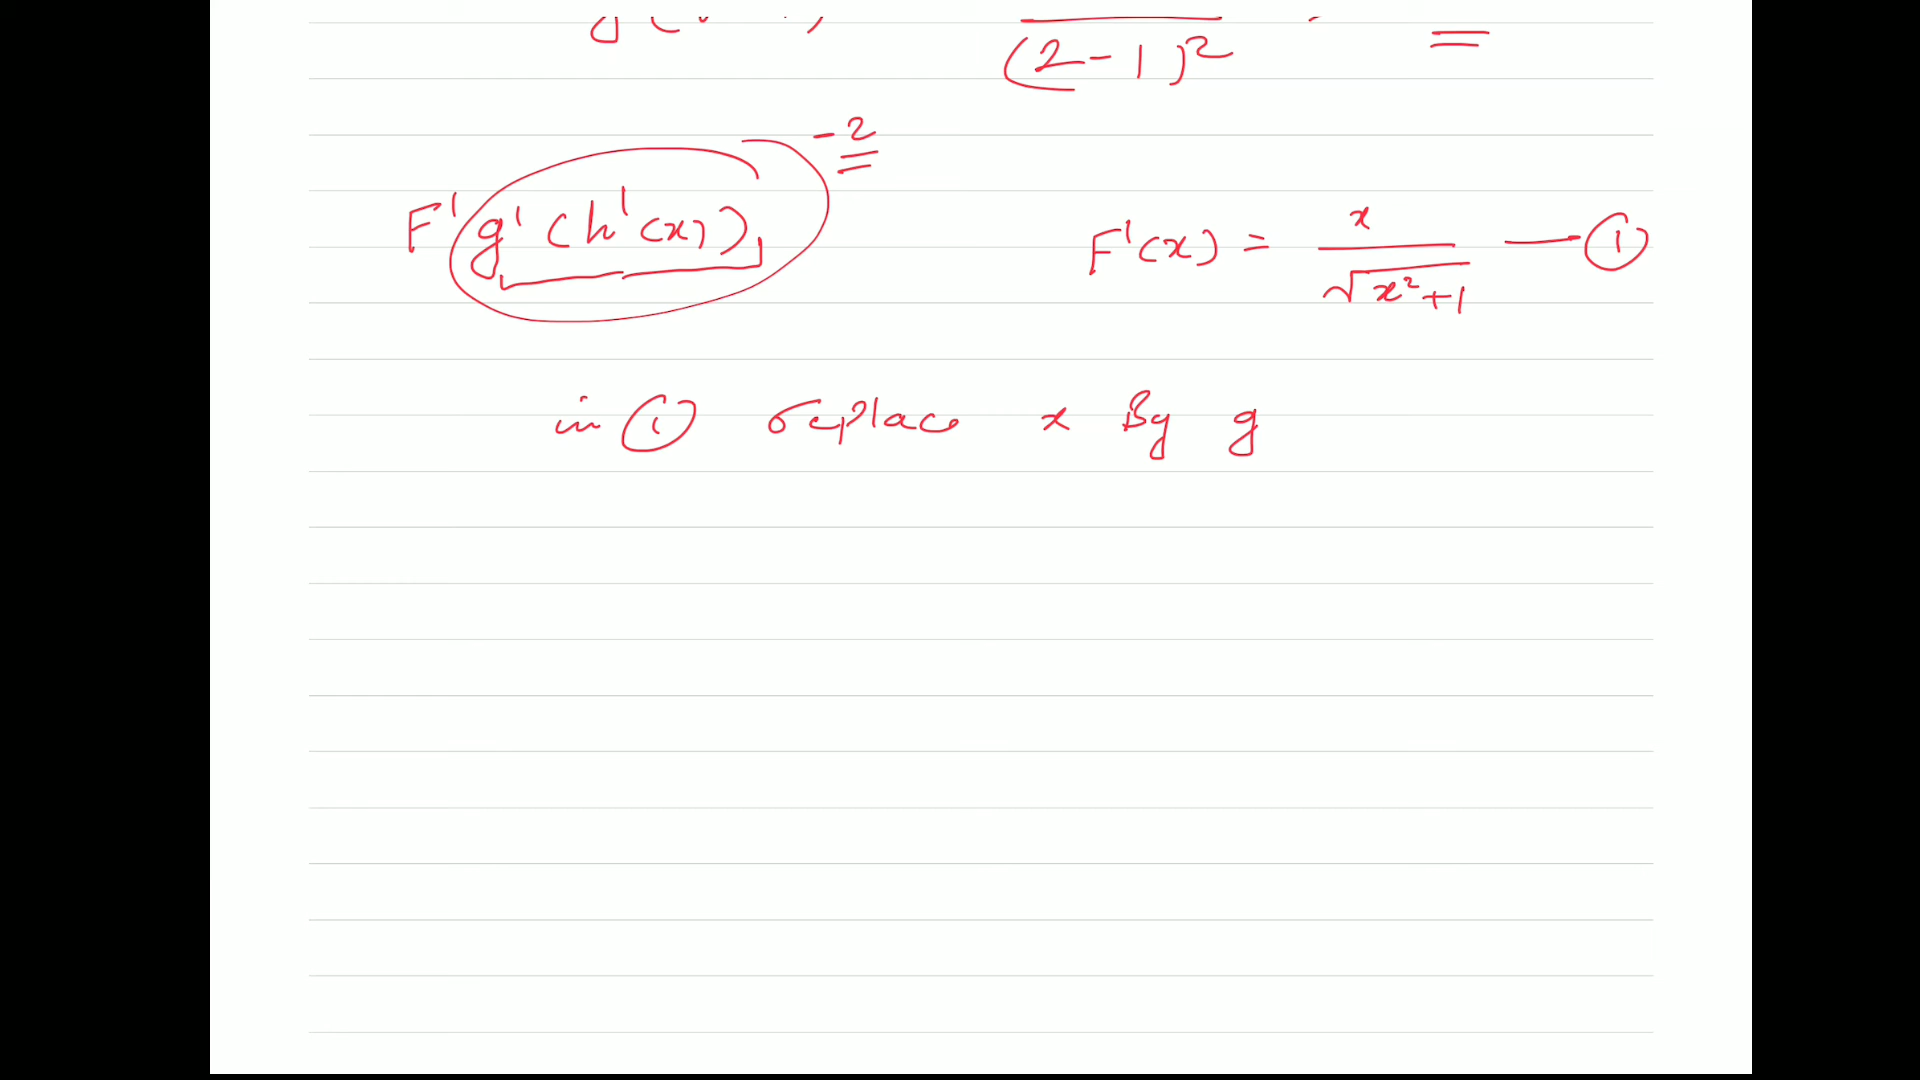 (2-1)²
-2
F'g'(h'(x)) F'(x) = x/√x²+1 — ①
in ① replace x By g